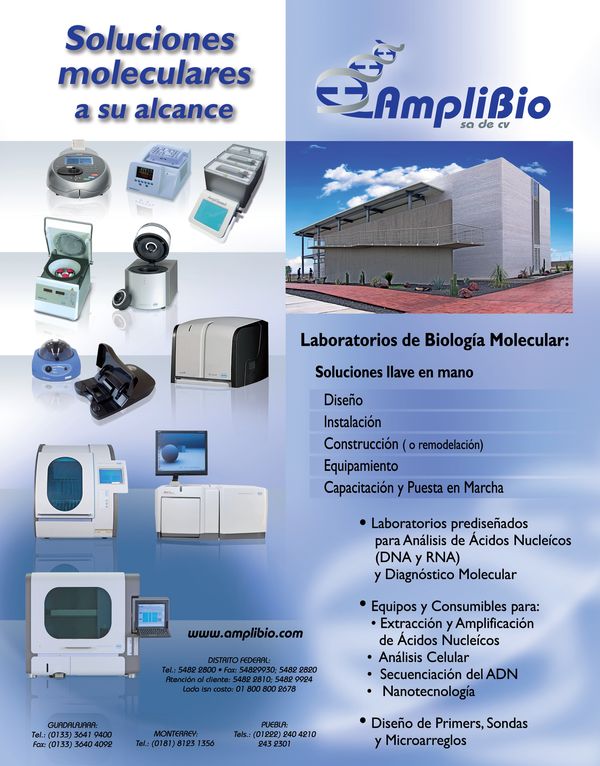 Soluciones
moleculares
a su alcance
AmpliBio
sa de cv
Laboratorios de Biología Molecular:
Soluciones llave en mano
Diseño
Instalación
Construcción ( o remodelación)
Equipamiento
Capacitación y Puesta en Marcha
• Laboratorios prediseñados
para Análisis de Ácidos Nucleícos
(DNA y RNA)
y Diagnóstico Molecular
• Equipos y Consumibles para:
• Extracción y Amplificación
de Ácidos Nucleícos
• Análisis Celular
• Secuenciación del ADN
• Nanotecnología
• Diseño de Primers, Sondas
y Microarreglos
www.amplibio.com
DISTRITO FEDERAL:
Tel.: 5482 2800 • Fax: 54829930; 5482 2820
Atención al cliente: 5482 2810; 5482 9924
Lada isn costo: 01 800 800 2678
GUADALAJARA:
Tel.: (0133) 3641 9400
Fax: (0133) 3640 4092
MONTERREY:
Tel.: (0181) 8123 1356
PUEBLA:
Tels.: (01222) 240 4210
243 2301